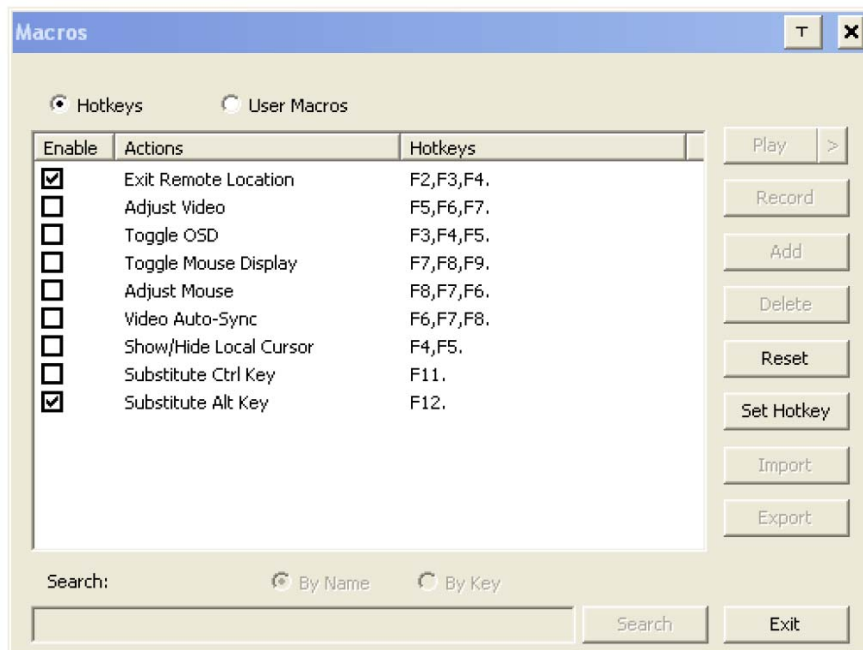 Macros
Hotkeys User Macros
Enable Actions Hotkeys
Exit Remote Location F2,F3,F4.
Adjust Video F5,F6,F7.
Toggle OSD F3,F4,F5.
Toggle Mouse Display F7,F8,F9.
Adjust Mouse F8,F7,F6.
Video Auto-Sync F6,F7,F8.
Show/Hide Local Cursor F4,F5.
Substitute Ctrl Key F11.
Substitute Alt Key F12.
Play >
Record
Add
Delete
Reset
Set Hotkey
Import
Export
Search: By Name By Key
Search Exit